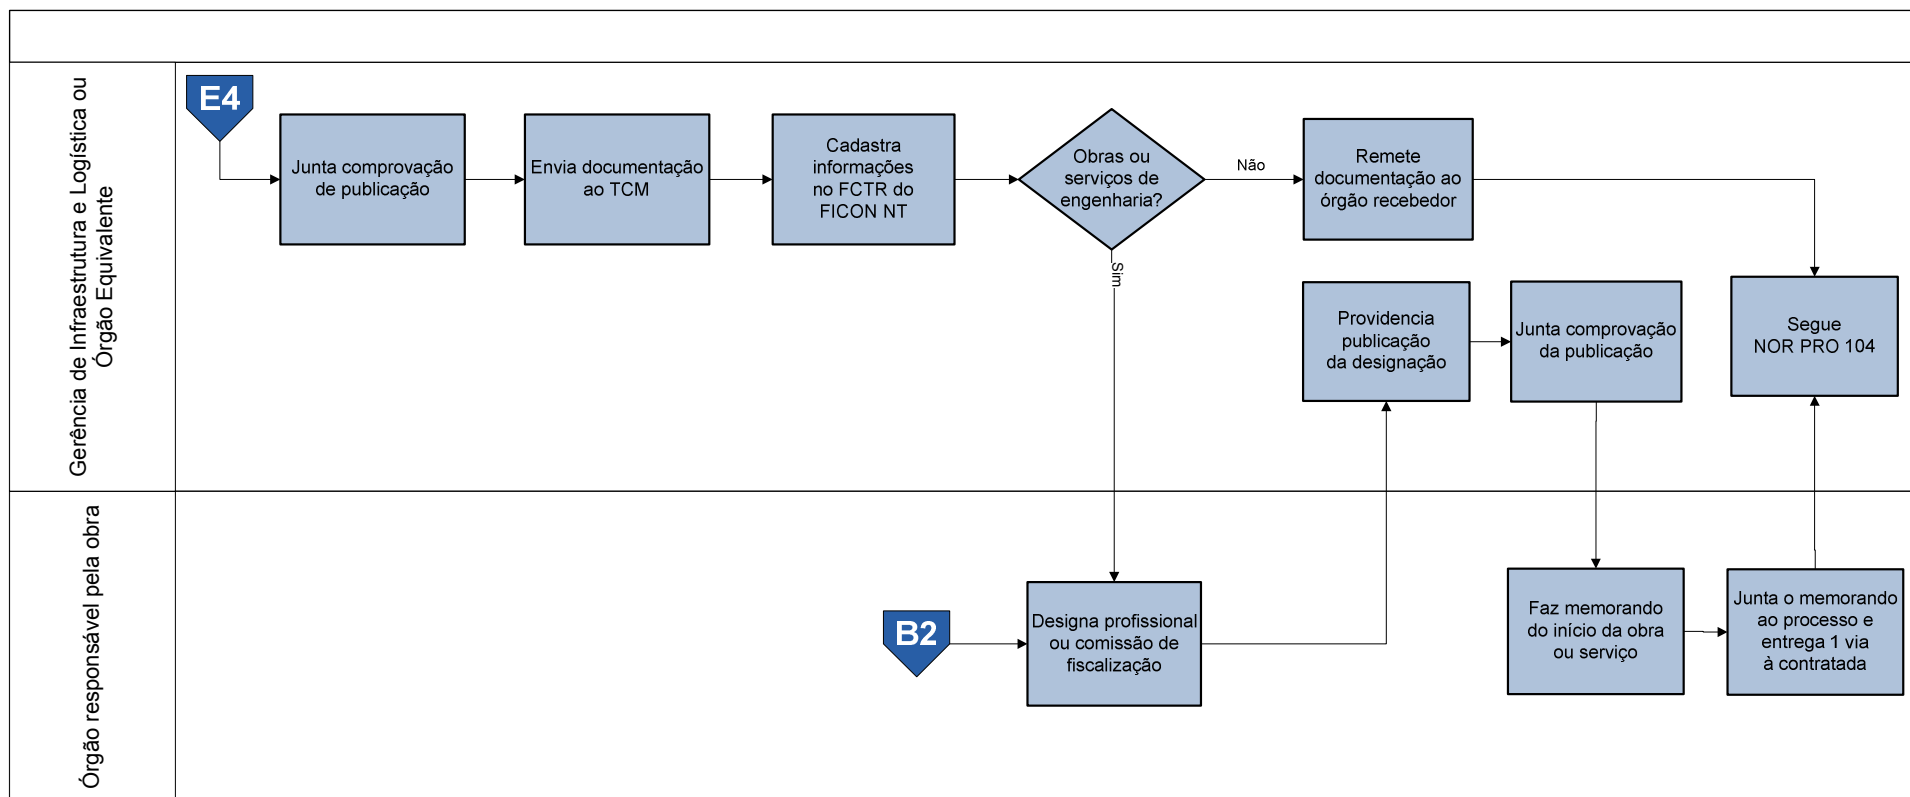 Gerência de Infraestrutura e Logística ou
Órgão Equivalente
E4
Junta comprovação
de publicação
Envia documentação
ao TCM
Cadastra
informações
no FCTR do
FICON NT
Obras ou
serviços de
engenharia?
Não
Sim
Remete
documentação ao
órgão recebedor
Providencia
publicação
da designação
Junta comprovação
da publicação
Segue
NOR PRO 104
Órgão responsável pela obra
B2
Designa profissional
ou comissão de
fiscalização
Faz memorando
do início da obra
ou serviço
Junta o memorando
ao processo e
entrega 1 via
à contratada